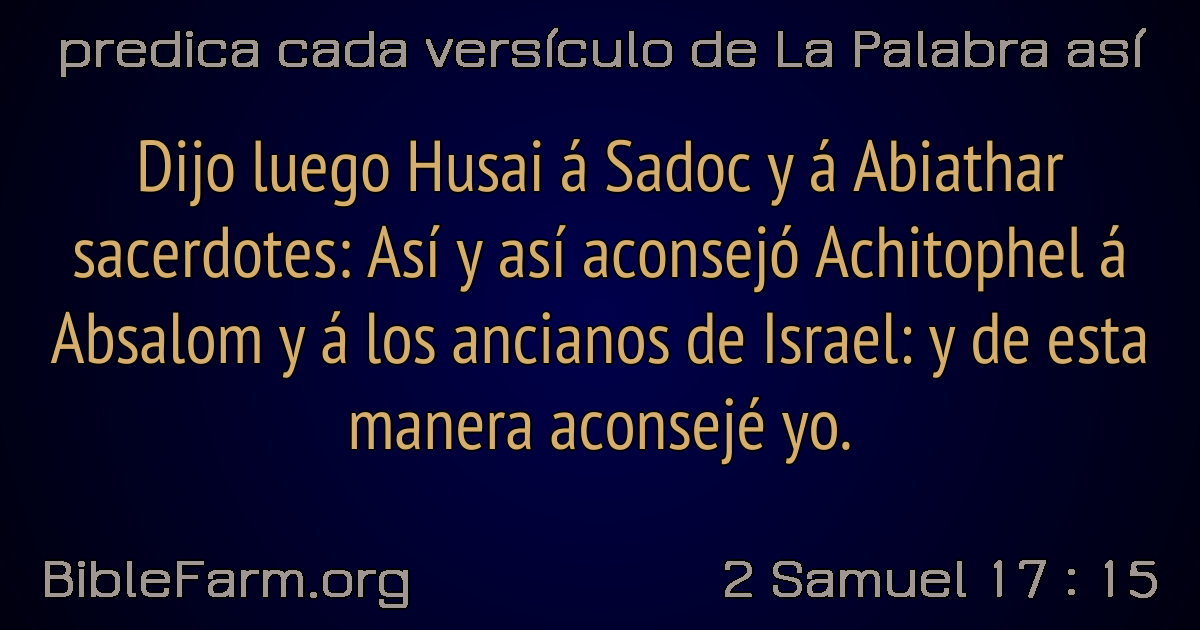 predica cada versículo de La Palabra así
Dijo luego Husai á Sadoc y á Abiathar
sacerdotes: Así y así aconsejó Achitophel á
Absalom y á los ancianos de Israel: y de esta
manera aconsejé yo.
BibleFarm.org
2 Samuel 17 : 15